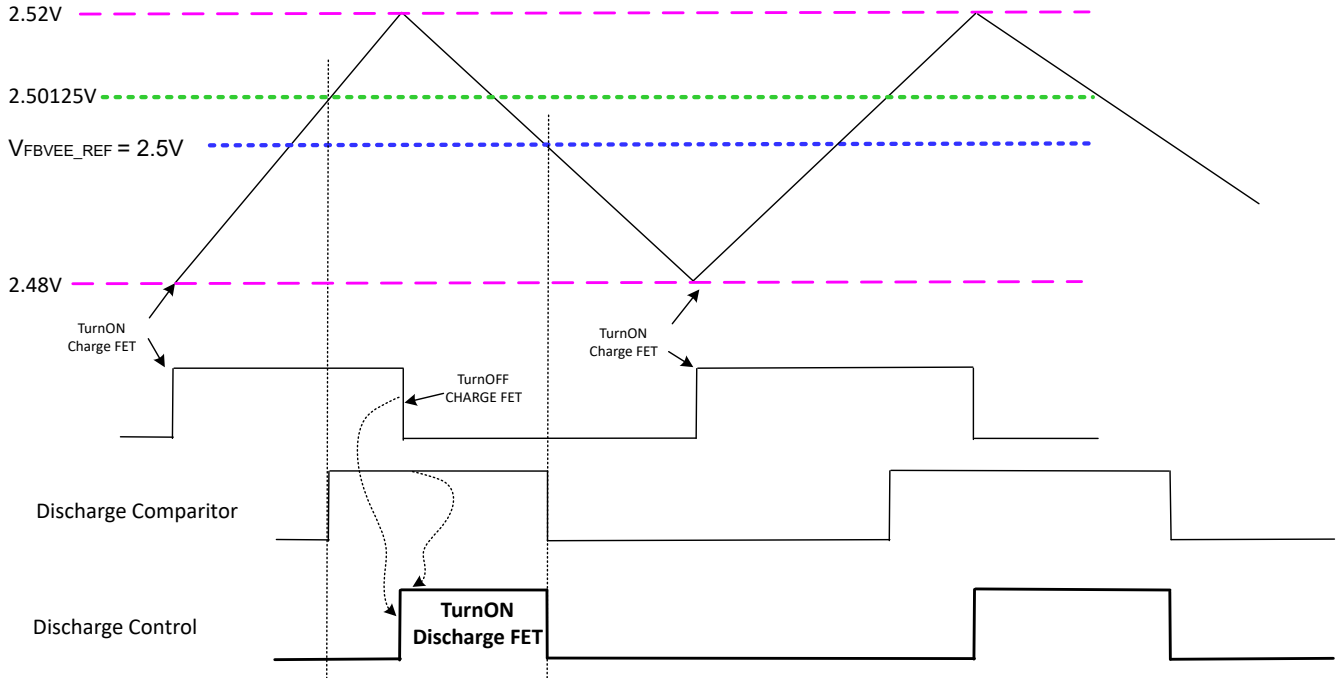 2.52V
2.50125V
VFBVEE_REF = 2.5V
2.48V
TurnON
Charge FET
TurnON
Charge FET
TurnOFF
CHARGE FET
Discharge Comparitor
Discharge Control
TurnON
Discharge FET